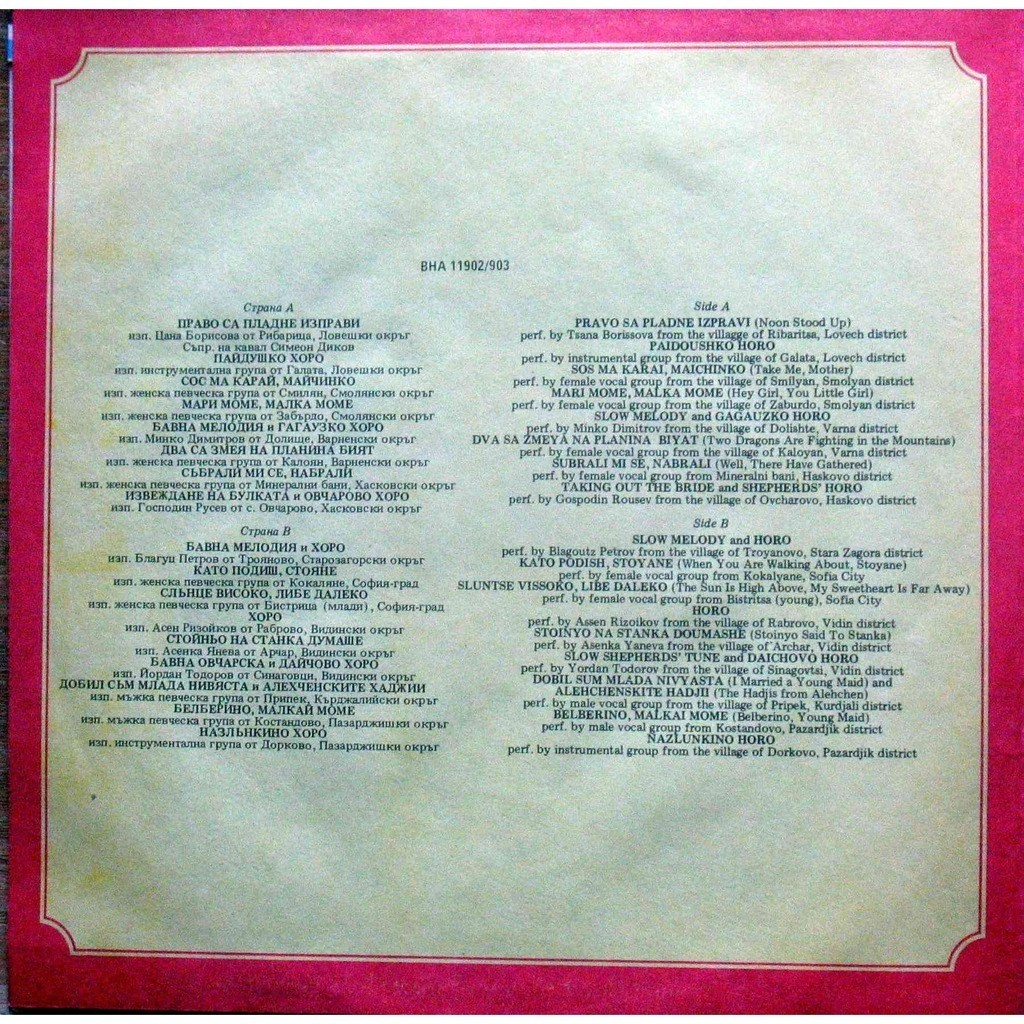 ВНА 11902/903
Страна А
ПРАВО СА ПЛАДНЕ ИЗПРАВИ
изп. Цана Борисова от Рибарица, Ловешки окръг
Съпр. на кавал Симеон Диков
ПАЙДУШКО ХОРО
изп. инструментална група от Галата, Ловешки окръг
СОС МА КАРАЙ, МАЙЧИНКО
изп. женска певческа група от Смилян, Смолянски окръг
МАРИ МОМЕ, МАЛКА МОМЕ
изп. женска певческа група от Забърдо, Смолянски окръг
БАВНА МЕЛОДИЯ и ГАГАУЗКО ХОРО
изп. Минко Димитров от Долище, Варненски окръг
ДВА СА ЗМЕЯ НА ПЛАНИНА БИЯТ
изп. женска певческа група от Калоян, Варненски окръг
СЪБРАЛИ МИ СЕ, НАБРАЛИ
изп. женска певческа група от Минерални бани, Хасковски окръг
ИЗВЕЖДАНЕ НА БУЛКАТА и ОВЧАРОВО ХОРО
изп. Господин Русев от с. Овчарово, Хасковски окръг
Страна В
БАВНА МЕЛОДИЯ и ХОРО
изп. Благуц Петров от Трояново, Старозагорски окръг
КАТО ПОДИШ, СТОЯНЕ
изп. женска певческа група от Кокаляне, София-град
СЛЪНЦЕ ВИСОКО, ЛИБЕ ДАЛЕКО
изп. женска певческа група от Бистрица (млади), София-град
ХОРО
изп. Асен Ризойков от Раброво, Видински окръг
СТОЙНЬО НА СТАНКА ДУМАШЕ
изп. Асенка Янева от Арчар, Видински окръг
БАВНА ОВЧАРСКА и ДАЙЧОВО ХОРО
изп. Йордан Тодоров от Синаговци, Видински окръг
ДОБИЛ СЪМ МЛАДА НИВЯСТА и АЛЕХЧЕНСКИТЕ ХАДЖИИ
изп. мъжка певческа група от Припек, Кърджалийски окръг
БЕЛБЕРИНО, МАЛКАЙ МОМЕ
изп. мъжка певческа група от Костандово, Пазарджишки окръг
НАЗЛЪНКИНО ХОРО
изп. инструментална група от Дорково, Пазарджишки окръг
Side A
PRAVO SA PLADNE IZPRAVI (Noon Stood Up)
perf. by Tsana Borissova from the villagge of Ribaritsa, Lovech district
PAIDOUSHKO HORO
perf. by instrumental group from the village of Galata, Lovech district
SOS MA KARAI, MAICHINKO (Take Me, Mother)
perf. by female vocal group from the village of Smilyan, Smolyan district
MARI MOME, MALKA MOME (Hey Girl, You Little Girl)
perf. by female vocal group from the village of Zaburdo, Smolyan district
SLOW MELODY and GAGAUZKO HORO
perf. by Minko Dimitrov from the village of Dolishte, Varna district
DVA SA ZMEYA NA PLANINA BIYAT (Two Dragons Are Fighting in the Mountains)
perf. by female vocal group from the village of Kaloyan, Varna district
SUBRALI MI SE, NABRALI (Well, There Have Gathered)
perf. by female vocal group from Mineralni bani, Haskovo district
TAKING OUT THE BRIDE and SHEPHERDS' HORO
perf. by Gospodin Rousev from the village of Ovcharovo, Haskovo district
Side B
SLOW MELODY and HORO
perf. by Blagoutz Petrov from the village of Troyanovo, Stara Zagora district
KATO PODISH, STOYANE (When You Are Walking About, Stoyane)
perf. by female vocal group from Kokalyane, Sofia City
SLUNTSE VISSOKO, LIBE DALEKO (The Sun Is High Above, My Sweetheart Is Far Away)
perf. by female vocal group from Bistritsa (young), Sofia City
HORO
perf. by Assen Rizoikov from the village of Rabrovo, Vidin district
STOINYO NA STANKA DOUMASHE (Stoinyo Said To Stanka)
perf. by Asenka Yaneva from the village of Archar, Vidin district
SLOW SHEPHERDS' TUNE and DAICHOVO HORO
perf. by Yordan Todorov from the village of Sinagovtsi, Vidin district
DOBIL SUM MLADA NIVYASTA (I Married a Young Maid) and
ALEHCHENSKITE HADJII (The Hadjis from Alehchen)
perf. by male vocal group from the village of Pripek, Kurdjali district
BELBERINO, MALKAI MOME (Belberino, Young Maid)
perf. by male vocal group from Kostandovo, Pazardjik district
NAZLUNKINO HORO
perf. by instrumental group from the village of Dorkovo, Pazardjik district